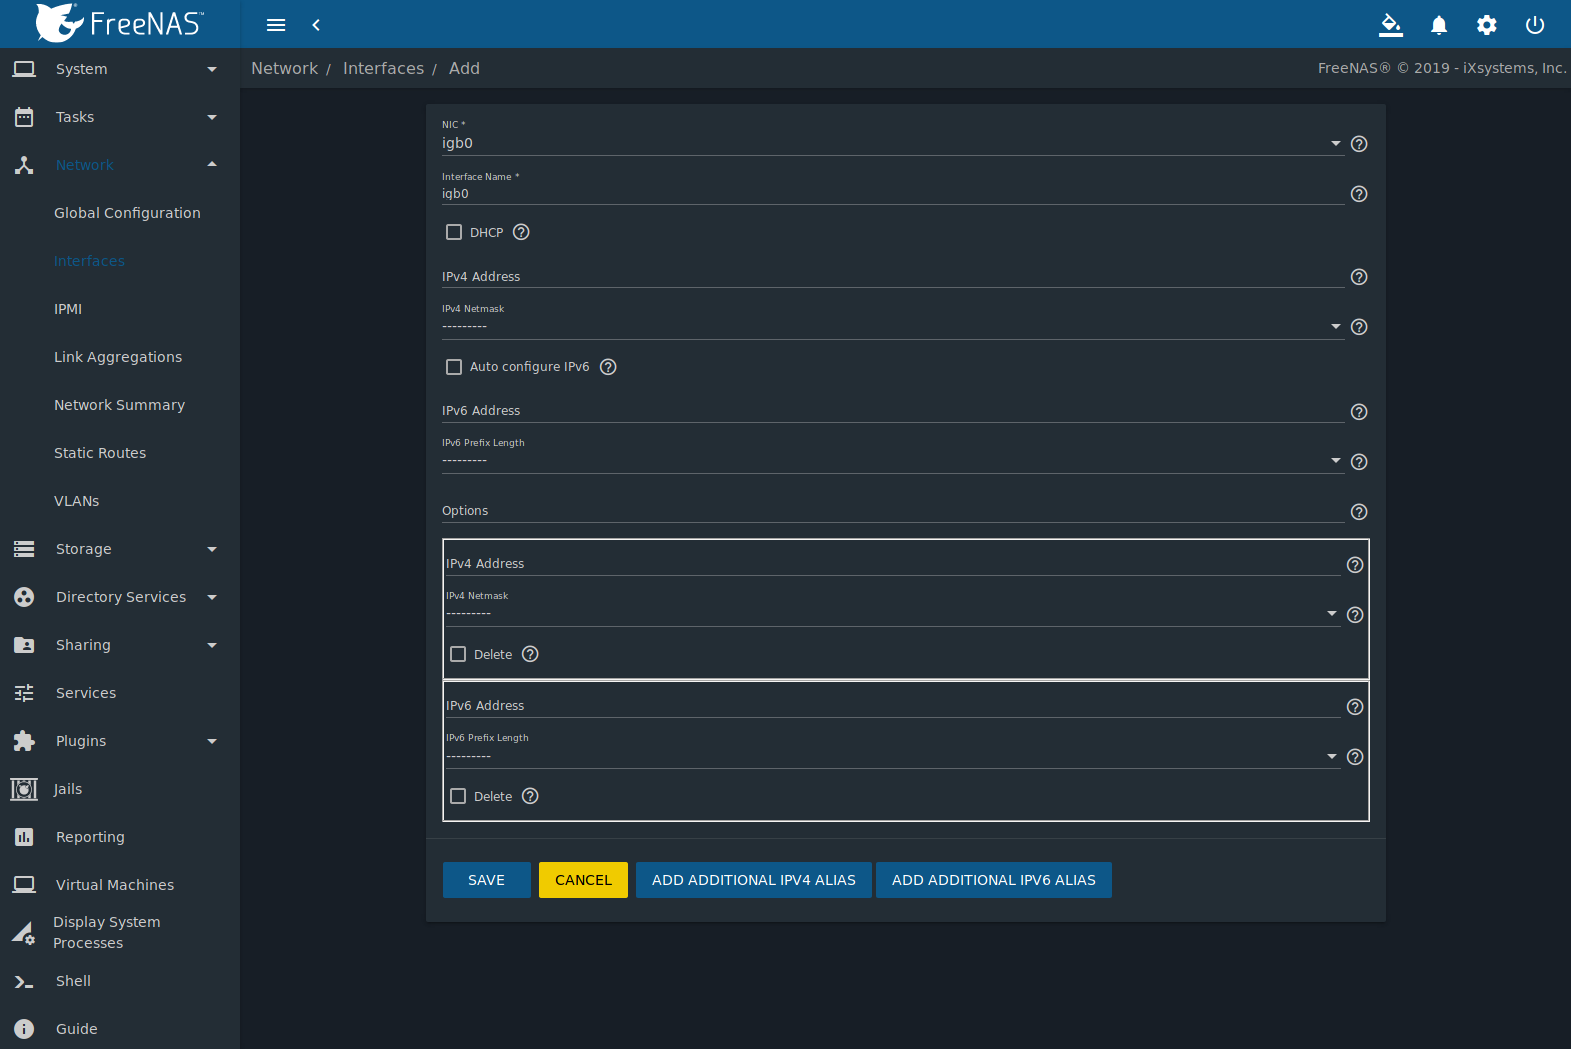 FreeNAS™
Network / Interfaces / Add
FreeNAS® © 2019 - iXsystems, Inc.
System
Tasks
Network
Global Configuration
Interfaces
IPMI
Link Aggregations
Network Summary
Static Routes
VLANs
Storage
Directory Services
Sharing
Services
Plugins
Jails
Reporting
Virtual Machines
Display System
Processes
Shell
Guide
NIC *
igb0
Interface Name *
igb0
DHCP
IPv4 Address
IPv4 Netmask
---------
Auto configure IPv6
IPv6 Address
IPv6 Prefix Length
---------
Options
IPv4 Address
IPv4 Netmask
---------
Delete
IPv6 Address
IPv6 Prefix Length
---------
Delete
SAVE CANCEL ADD ADDITIONAL IPV4 ALIAS ADD ADDITIONAL IPV6 ALIAS